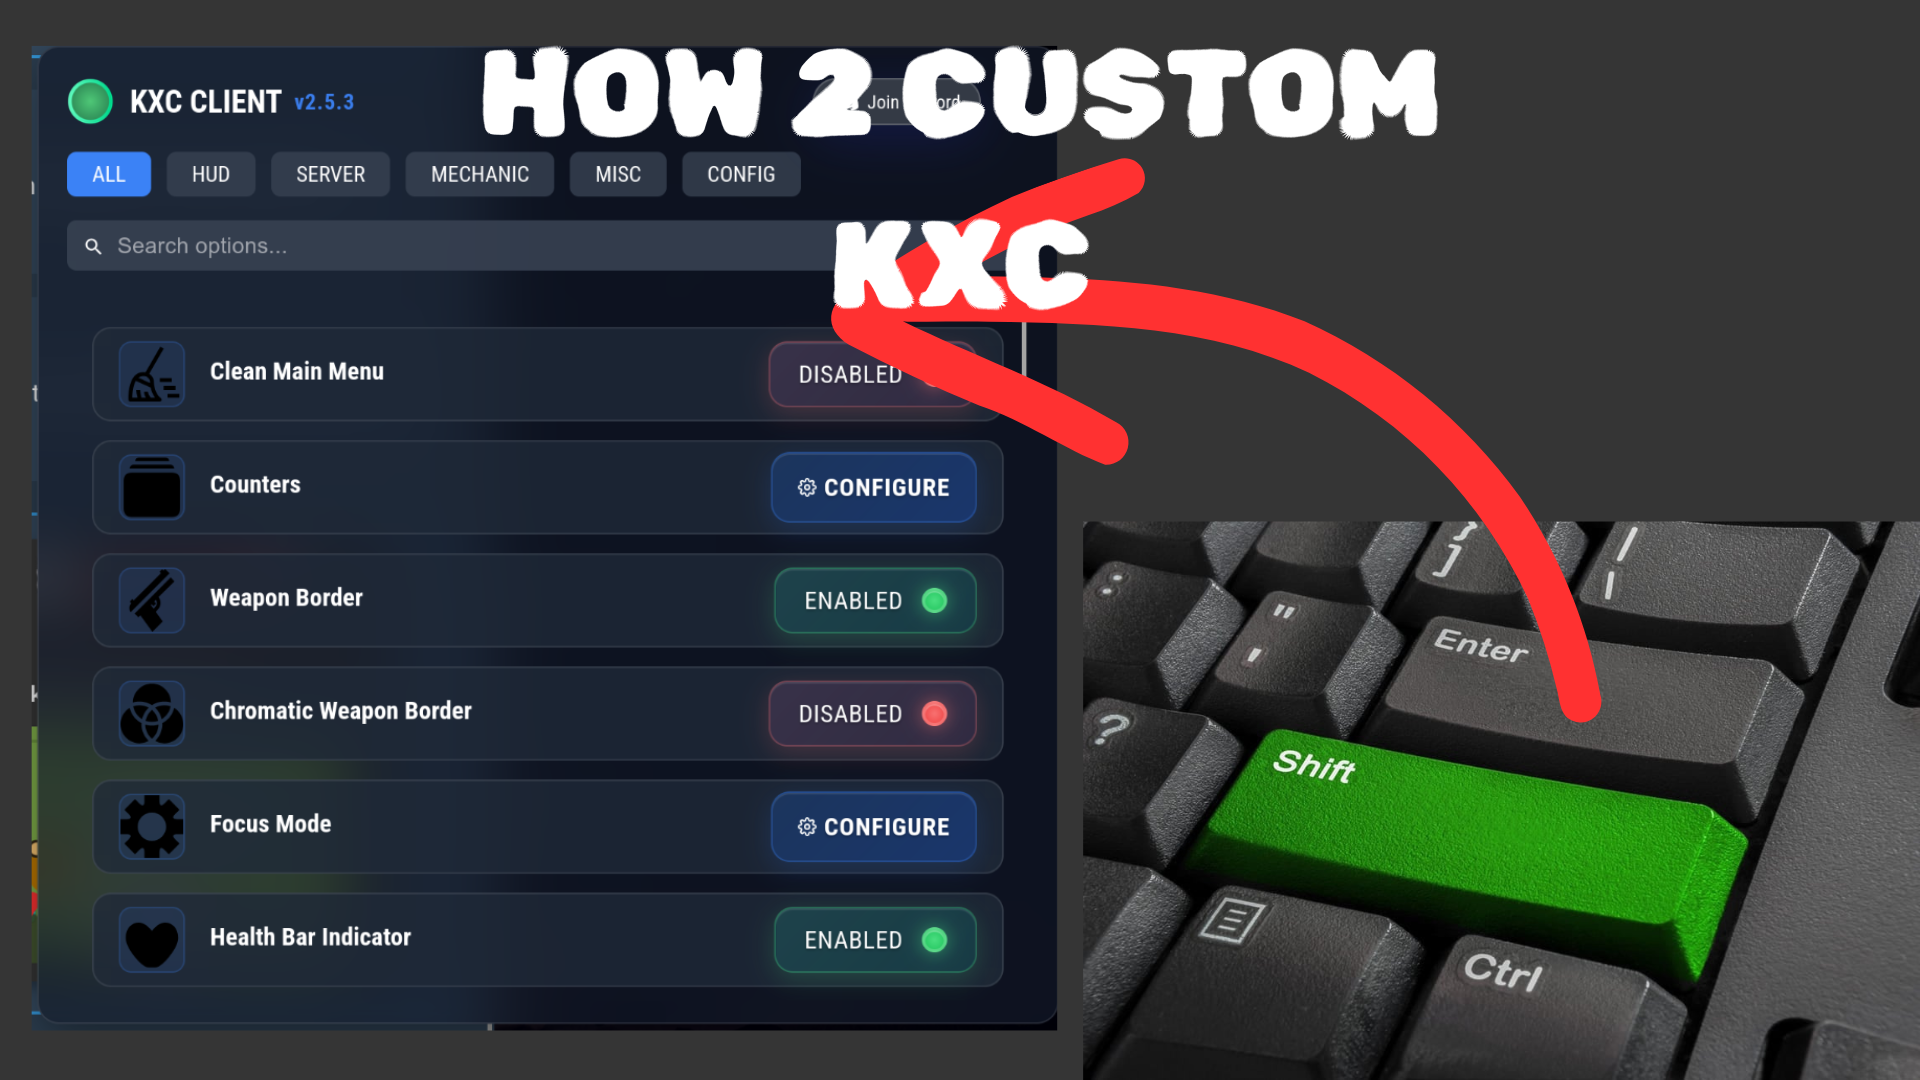 HOW 2 CUSTOM
KXC
KXC CLIENT v2.5.3
Join
ALL HUD SERVER MECHANIC MISC CONFIG
Search options...
Clean Main Menu DISABLED
Counters CONFIGURE
Weapon Border ENABLED
Chromatic Weapon Border DISABLED
Focus Mode CONFIGURE
Health Bar Indicator ENABLED
} ]
| |
:
" '
Enter
?
Shift
Ctrl